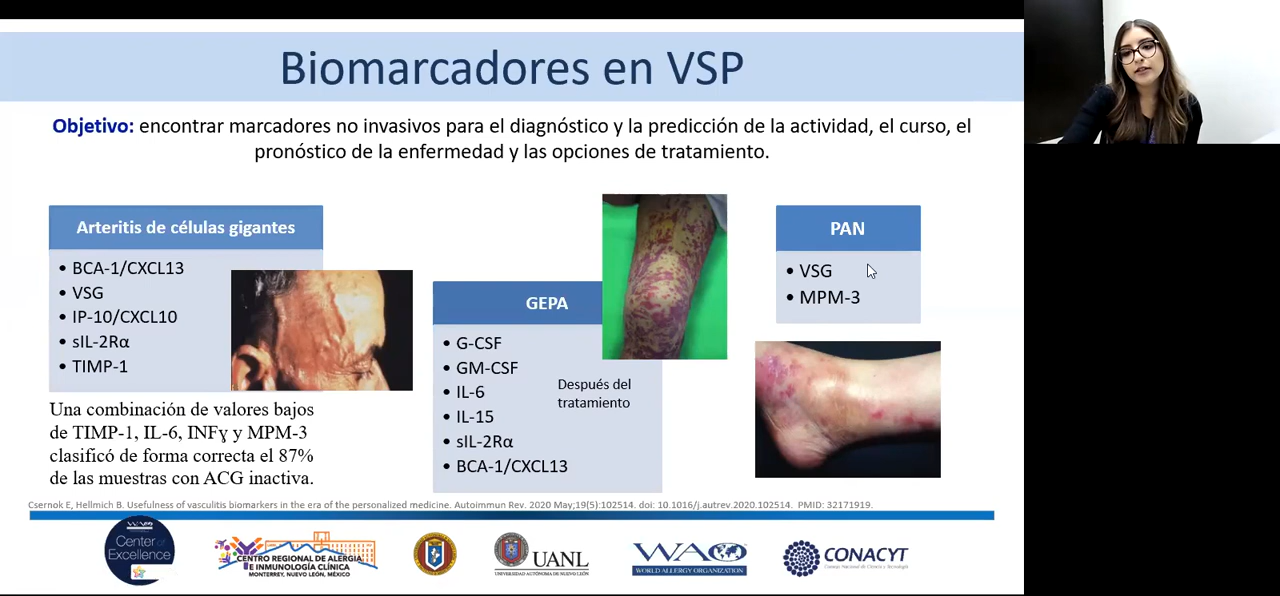 Biomarcadores en VSP
Objetivo: encontrar marcadores no invasivos para el diagnóstico y la predicción de la actividad, el curso, el
pronóstico de la enfermedad y las opciones de tratamiento.
Arteritis de células gigantes
• BCA-1/CXCL13
• VSG
• IP-10/CXCL10
• sIL-2Rα
• TIMP-1
Una combinación de valores bajos
de TIMP-1, IL-6, INFγ y MPM-3
clasificó de forma correcta el 87%
de las muestras con ACG inactiva.
GEPA
• G-CSF
• GM-CSF
• IL-6
• IL-15
• sIL-2Rα
• BCA-1/CXCL13
Después del
tratamiento
PAN
• VSG
• MPM-3
Csernok E, Hellmich B. Usefulness of vasculitis biomarkers in the era of the personalized medicine. Autoimmun Rev. 2020 May;19(5):102514. doi: 10.1016/j.autrev.2020.102514. PMID: 32171919.
Center of
Excellence
CENTRO REGIONAL DE ALERGIA
E INMUNOLOGÍA CLÍNICA
MONTERREY, NUEVO LEÓN, MÉXICO
UANL
UNIVERSIDAD AUTÓNOMA DE NUEVO LEÓN
WAO
WORLD ALLERGY ORGANIZATION
CONACYT
Consejo Nacional de Ciencia y Tecnología